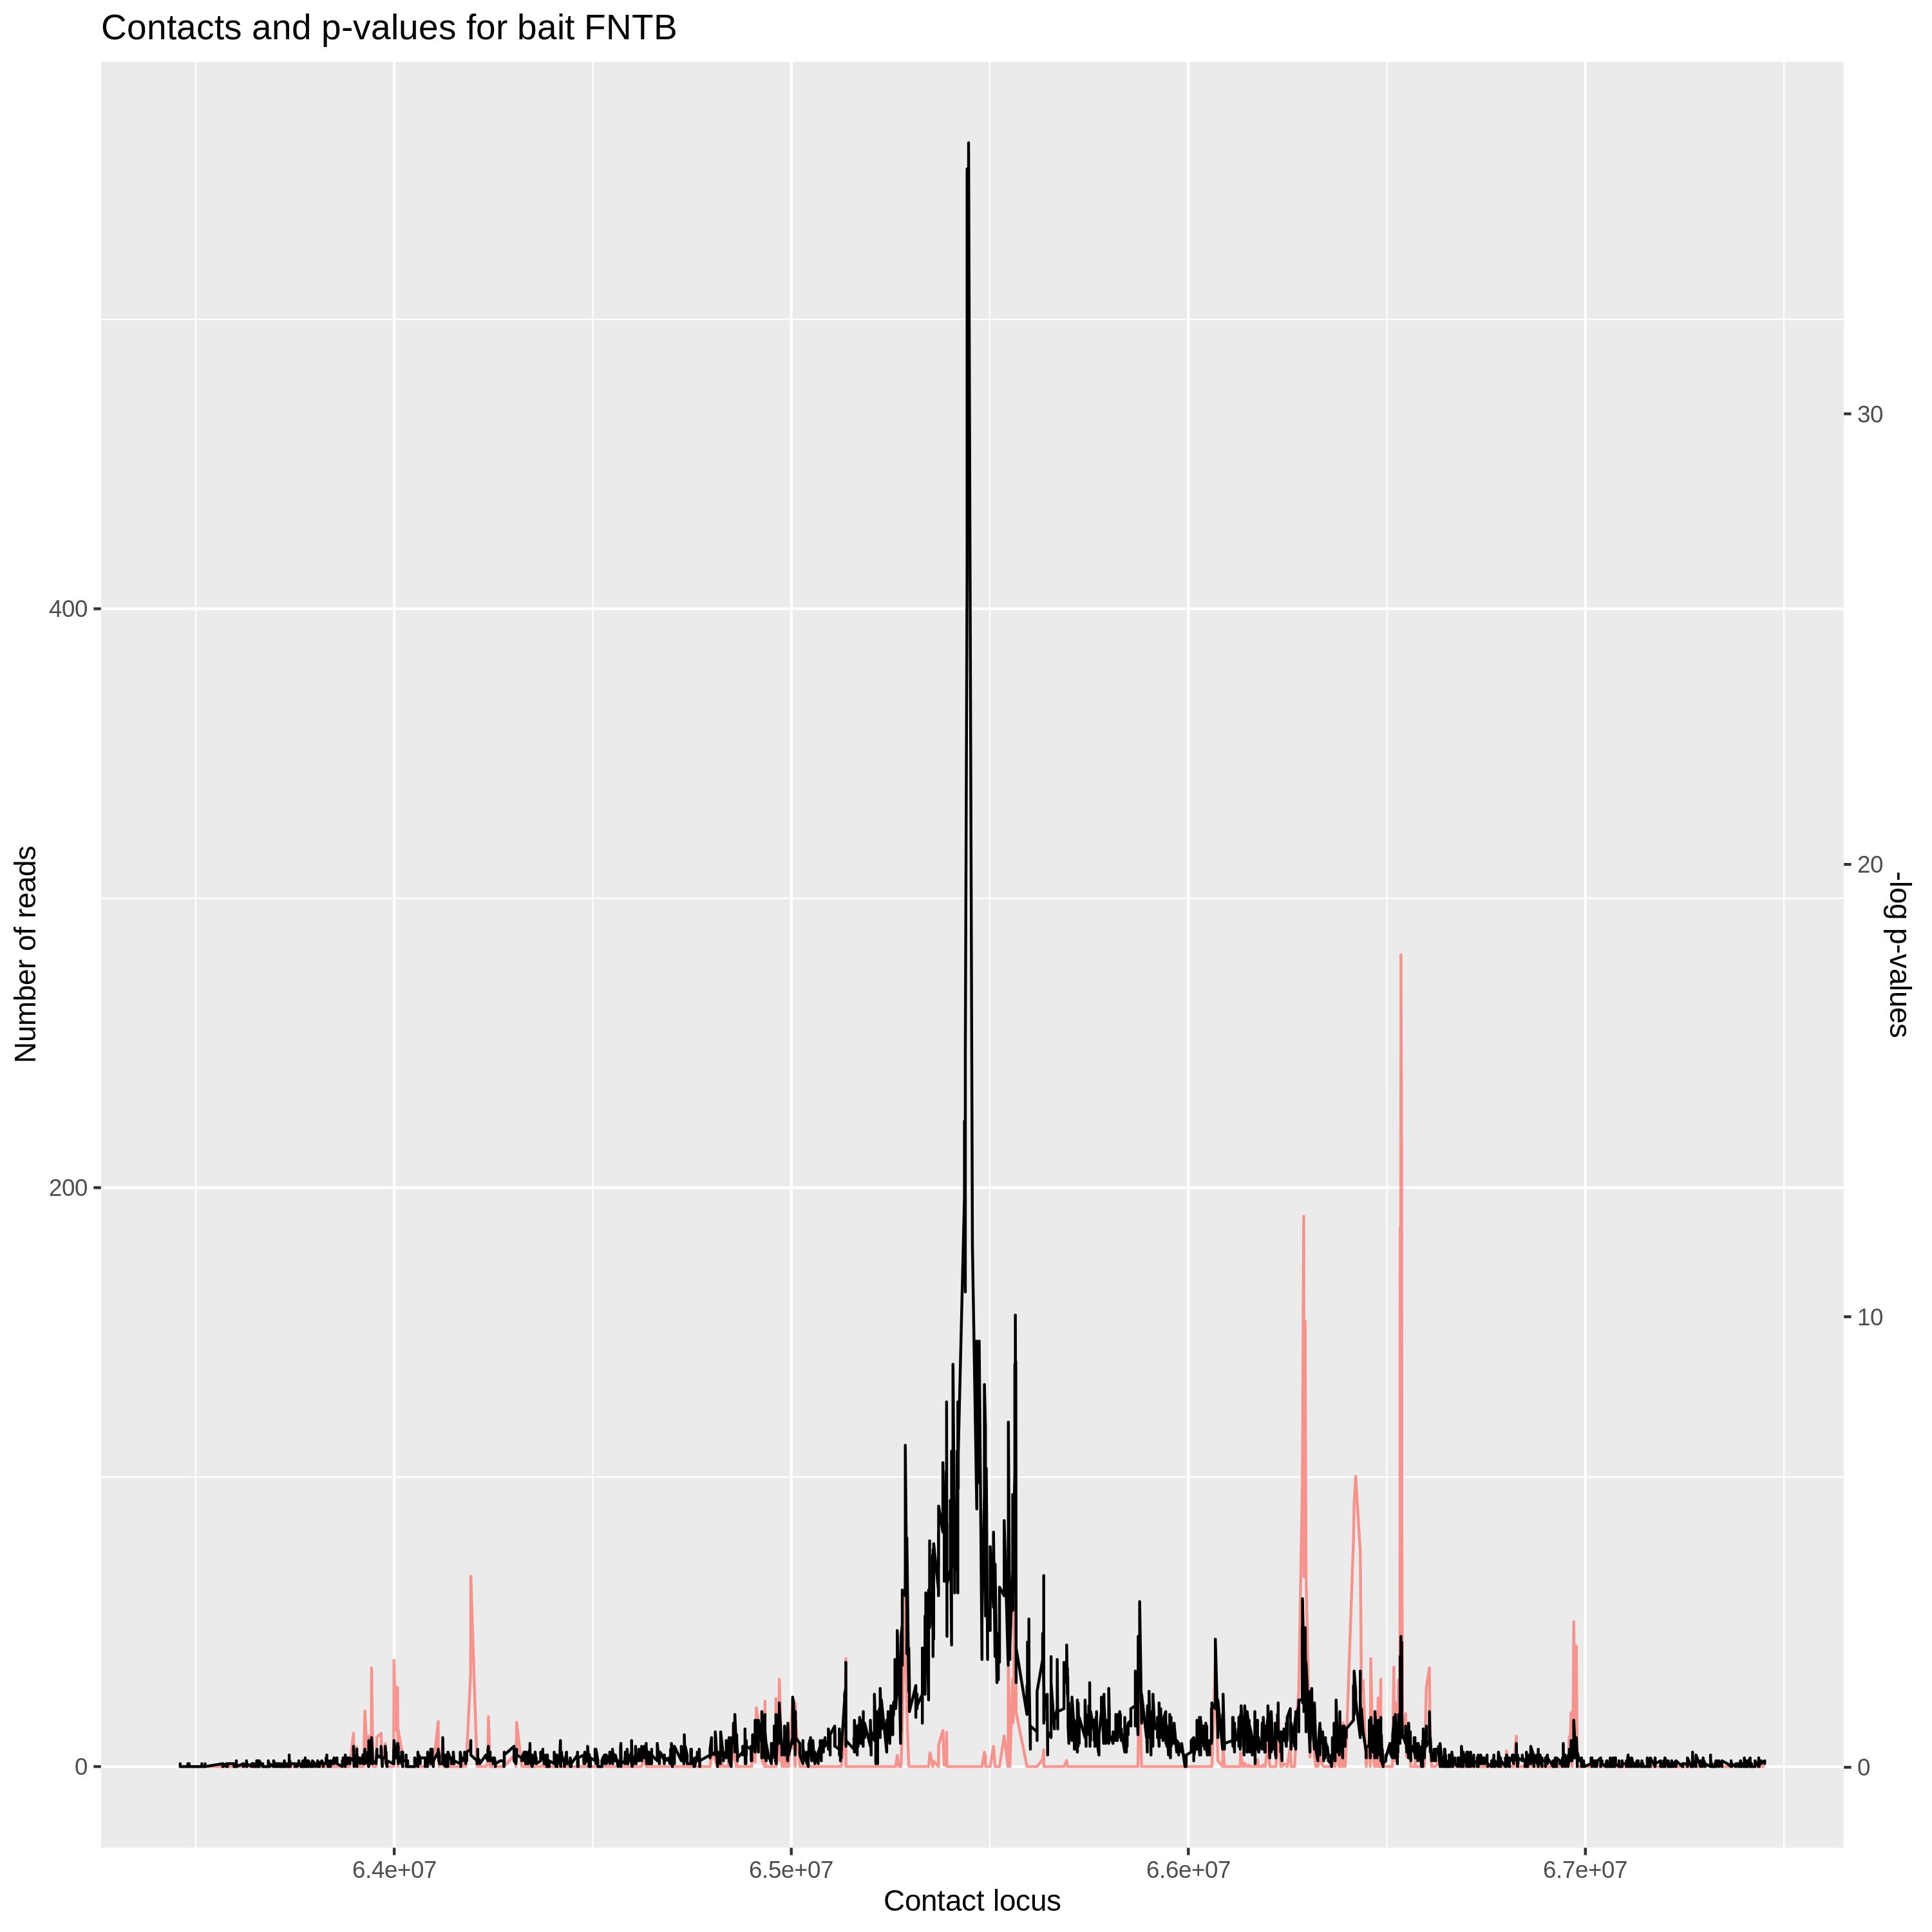 Contacts and p-values for bait FNTB
Number of reads
400
200
0
30
20
10
0
-log p-values
6.4e+07
6.5e+07
6.6e+07
6.7e+07
Contact locus